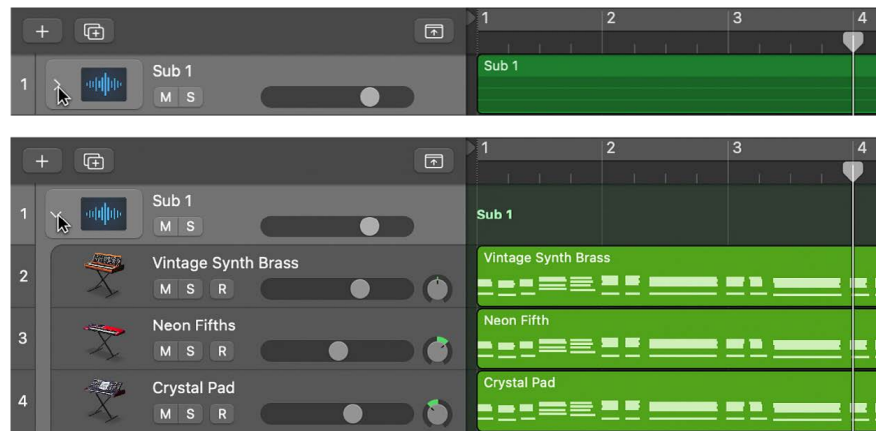 1 2 3 4
1 Sub 1 Sub 1
M S
1 2 3 4
1 Sub 1 Sub 1
M S
2 Vintage Synth Brass Vintage Synth Brass
M S R
3 Neon Fifths Neon Fifth
M S R
4 Crystal Pad Crystal Pad
M S R